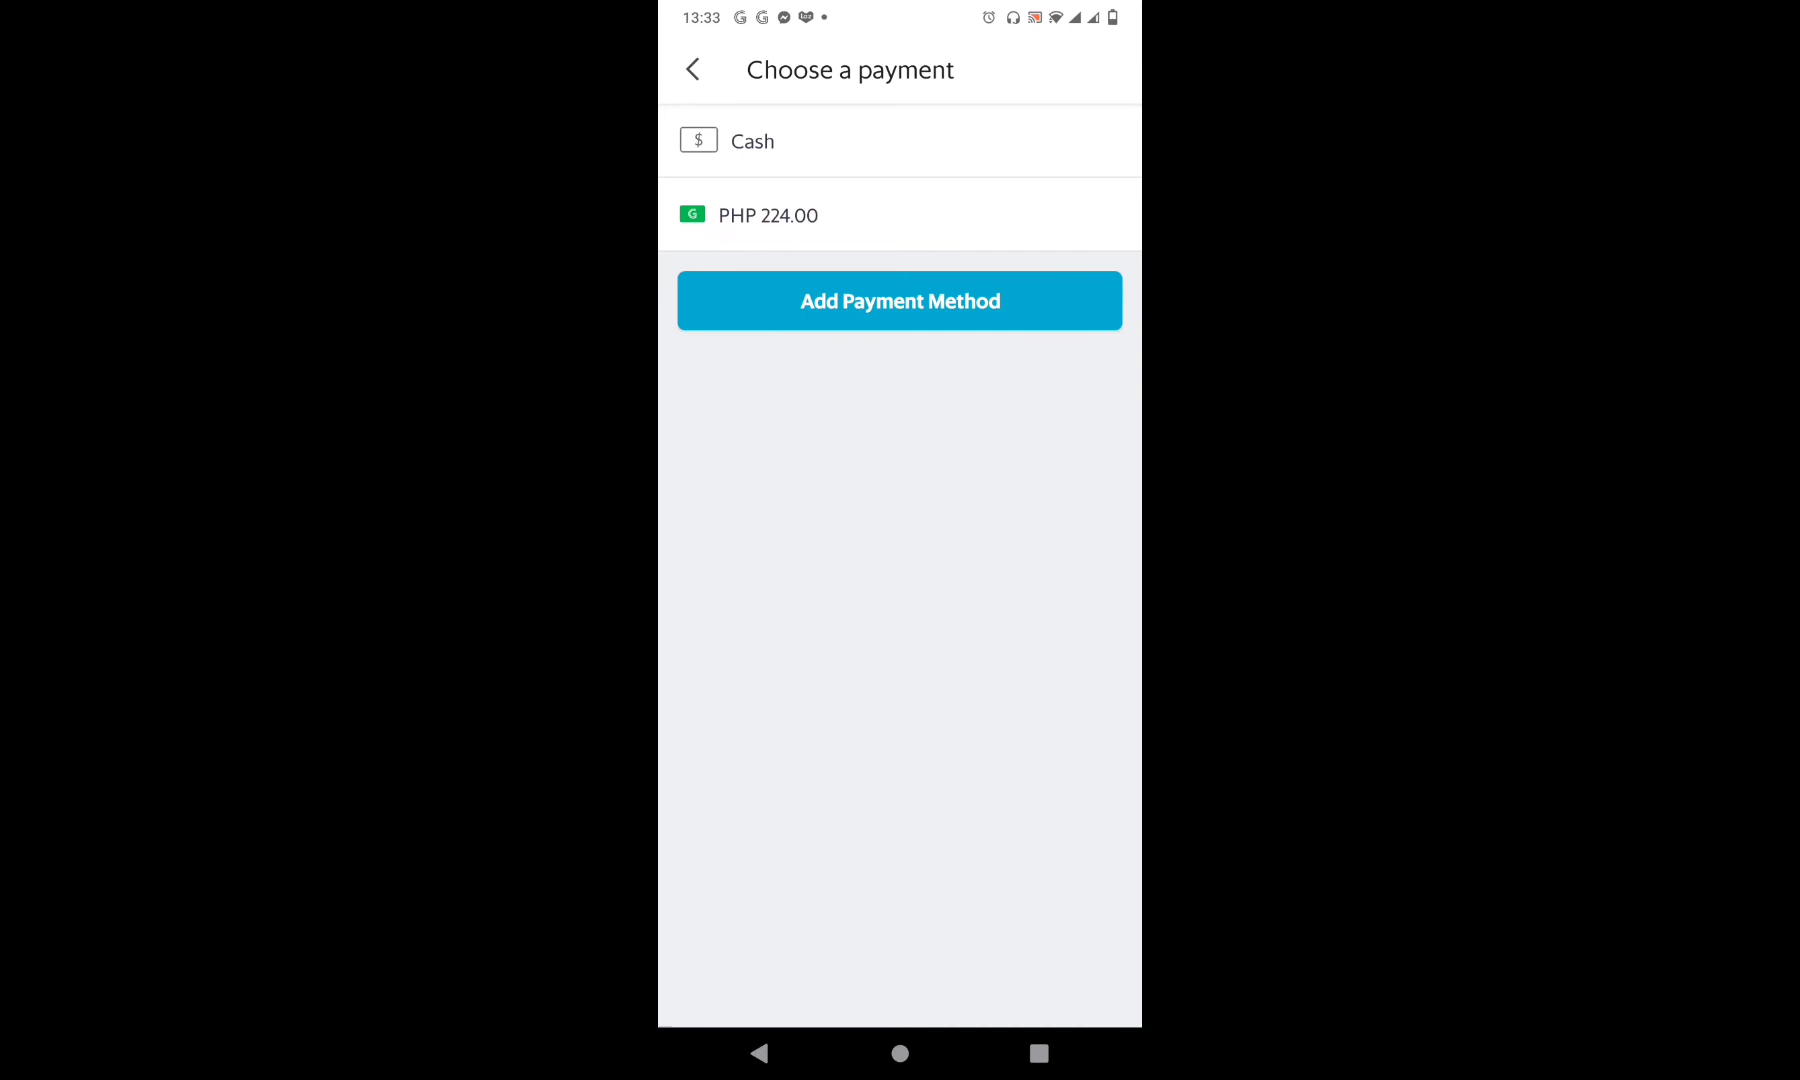 13:33
Choose a payment
$ Cash
G PHP 224.00
Add Payment Method